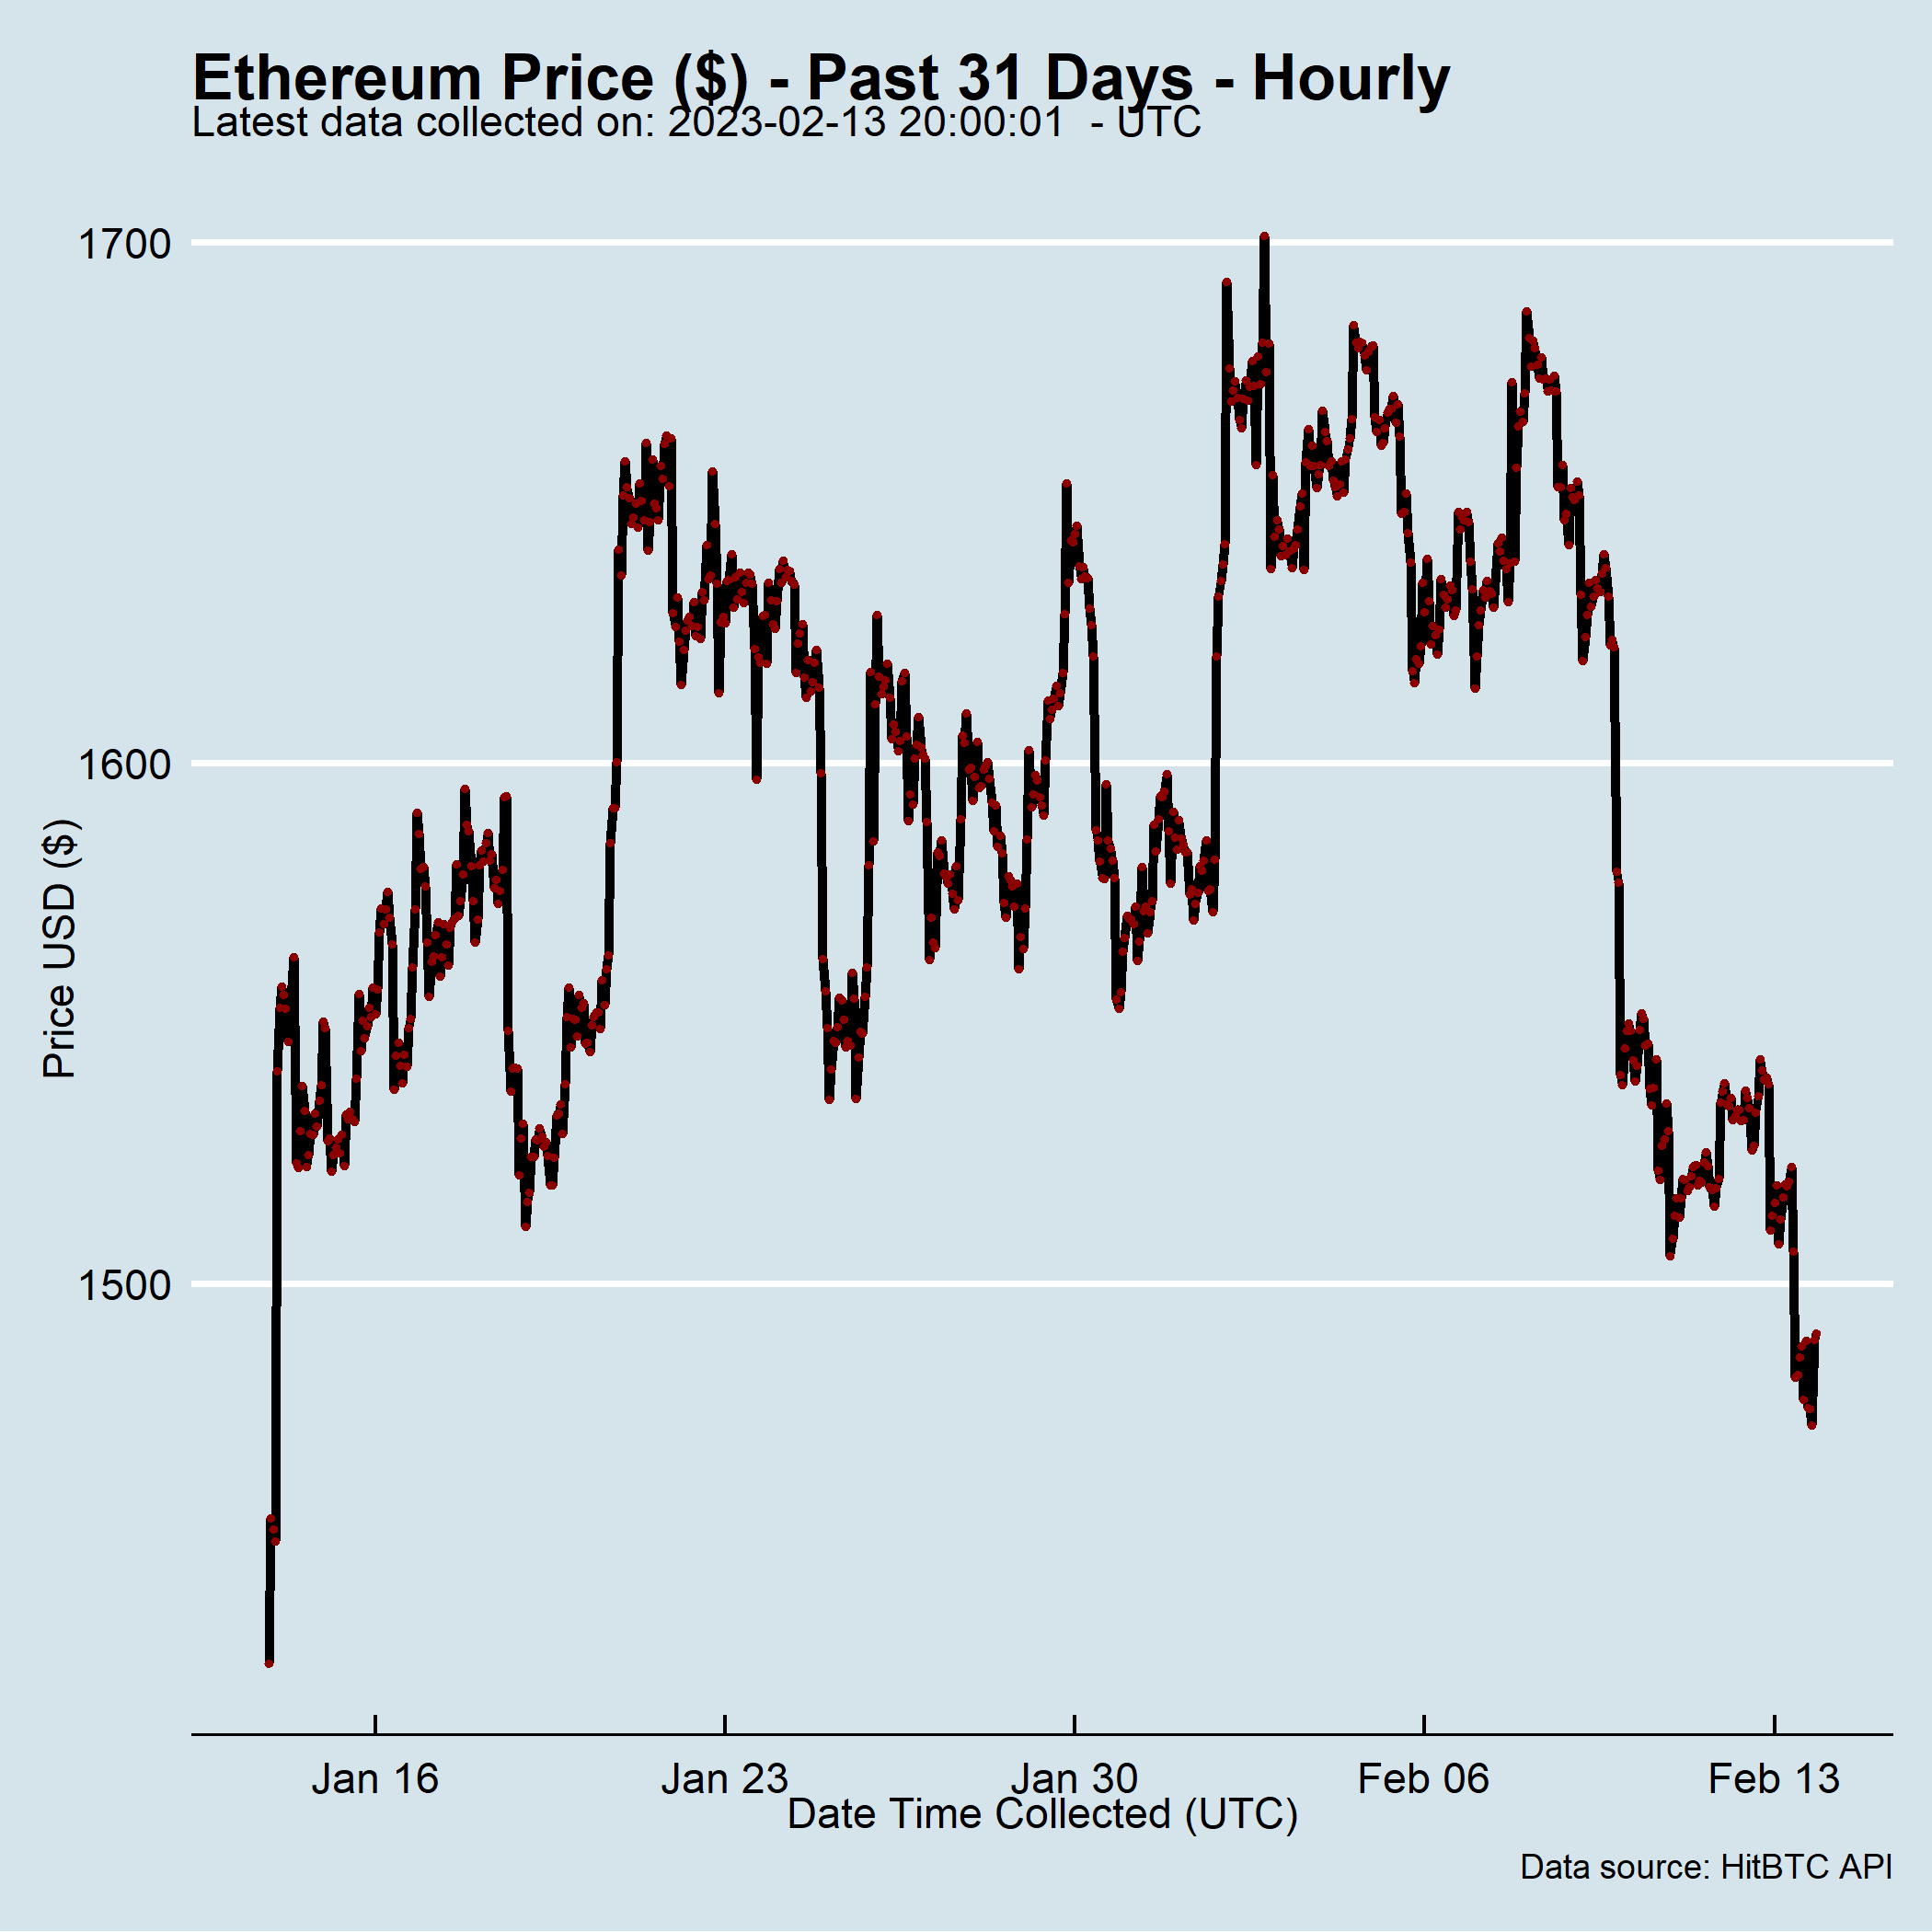 Ethereum Price ($) - Past 31 Days - Hourly
Latest data collected on: 2023-02-13 20:00:01  - UTC
1700
1600
1500
Price USD ($)
Jan 16
Jan 23
Jan 30
Feb 06
Feb 13
Date Time Collected (UTC)
Data source: HitBTC API